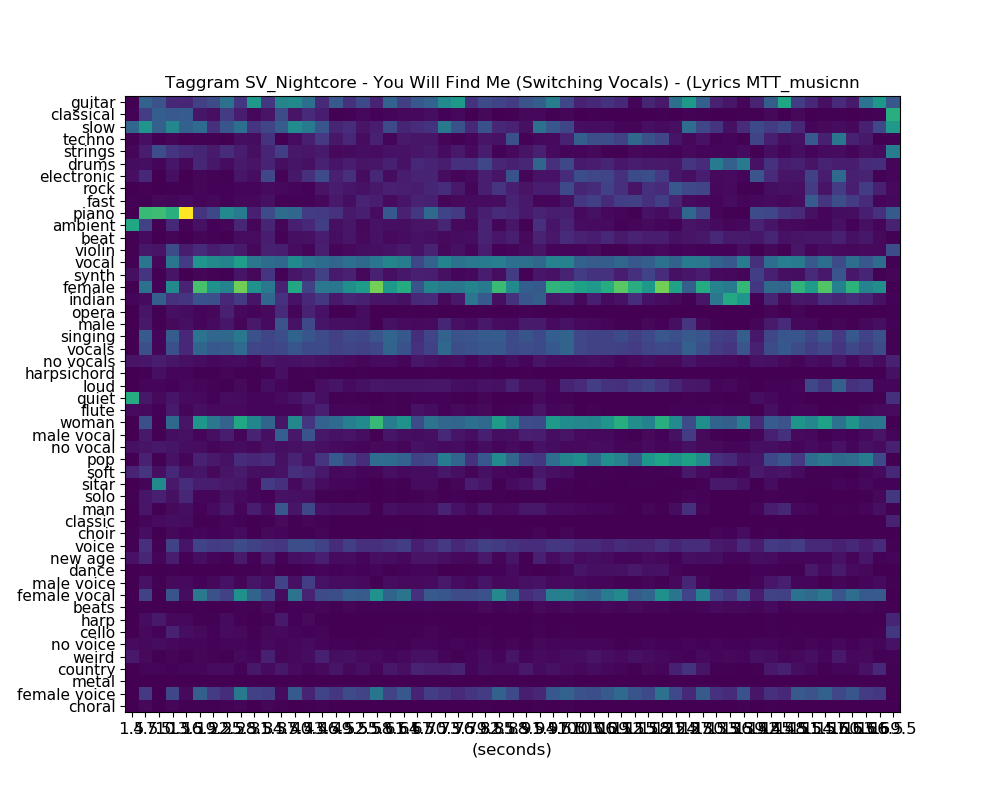 Taggram SV_Nightcore - You Will Find Me (Switching Vocals) - (Lyrics MTT_musicnn
guitar
classical
slow
techno
strings
drums
electronic
rock
fast
piano
ambient
beat
violin
vocal
synth
female
indian
opera
male
singing
vocals
no vocals
harpsichord
loud
quiet
flute
woman
male vocal
no vocal
pop
soft
sitar
solo
man
classic
choir
voice
new age
dance
male voice
female vocal
beats
harp
cello
no voice
weird
country
metal
female voice
choral
(seconds)